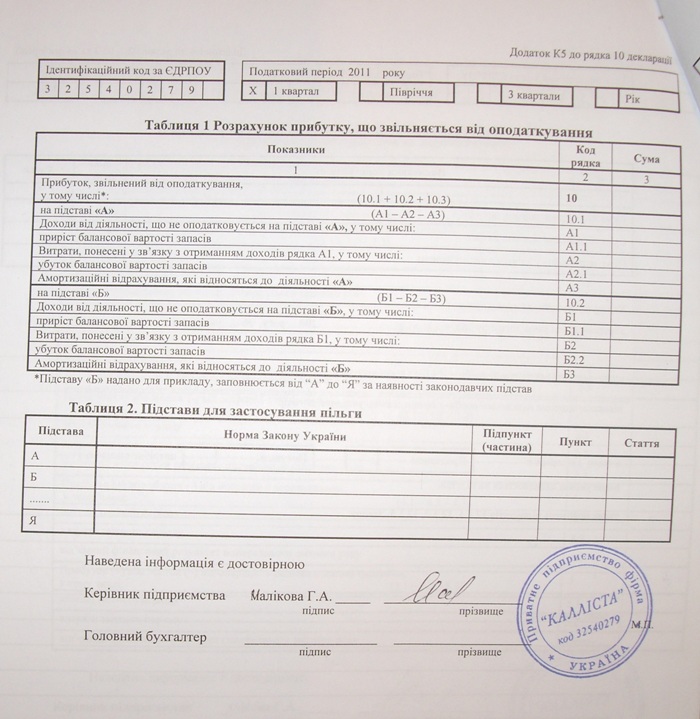 Додаток К5 до рядка 10 декларації
Ідентифікаційний код за ЄДРПОУ
3 2 5 4 0 2 7 9
Податковий період 2011 року
X 1 квартал Півріччя 3 квартали Рік
Таблиця 1 Розрахунок прибутку, що звільняється від оподаткування
Показники Код рядка Сума
1 2 3
Прибуток, звільнений від оподаткування,
у тому числі*: (10.1 + 10.2 + 10.3) 10
на підставі «А» (А1 – А2 – А3) 10.1
Доходи від діяльності, що не оподатковується на підставі «А», у тому числі: А1
приріст балансової вартості запасів А1.1
Витрати, понесені у зв’язку з отриманням доходів рядка А1, у тому числі: А2
убуток балансової вартості запасів А2.1
Амортизаційні відрахування, які відносяться до діяльності «А» А3
на підставі «Б» (Б1 – Б2 – Б3) 10.2
Доходи від діяльності, що не оподатковується на підставі «Б», у тому числі: Б1
приріст балансової вартості запасів Б1.1
Витрати, понесені у зв’язку з отриманням доходів рядка Б1, у тому числі: Б2
убуток балансової вартості запасів Б2.2
Амортизаційні відрахування, які відносяться до діяльності «Б» Б3
*Підставу «Б» надано для прикладу, заповнюється від “А” до “Я” за наявності законодавчих підстав
Таблиця 2. Підстави для застосування пільги
Підстава Норма Закону України Підпункт (частина) Пункт Стаття
А
Б
.......
Я
Наведена інформація є достовірною
Керівник підприємства Малікова Г.А.
підпис прізвище
Головний бухгалтер
підпис прізвище
М.П.
Приватне підприємство фірма
“КАЛЛІСТА”
код 32540279
* УКРАЇНА *